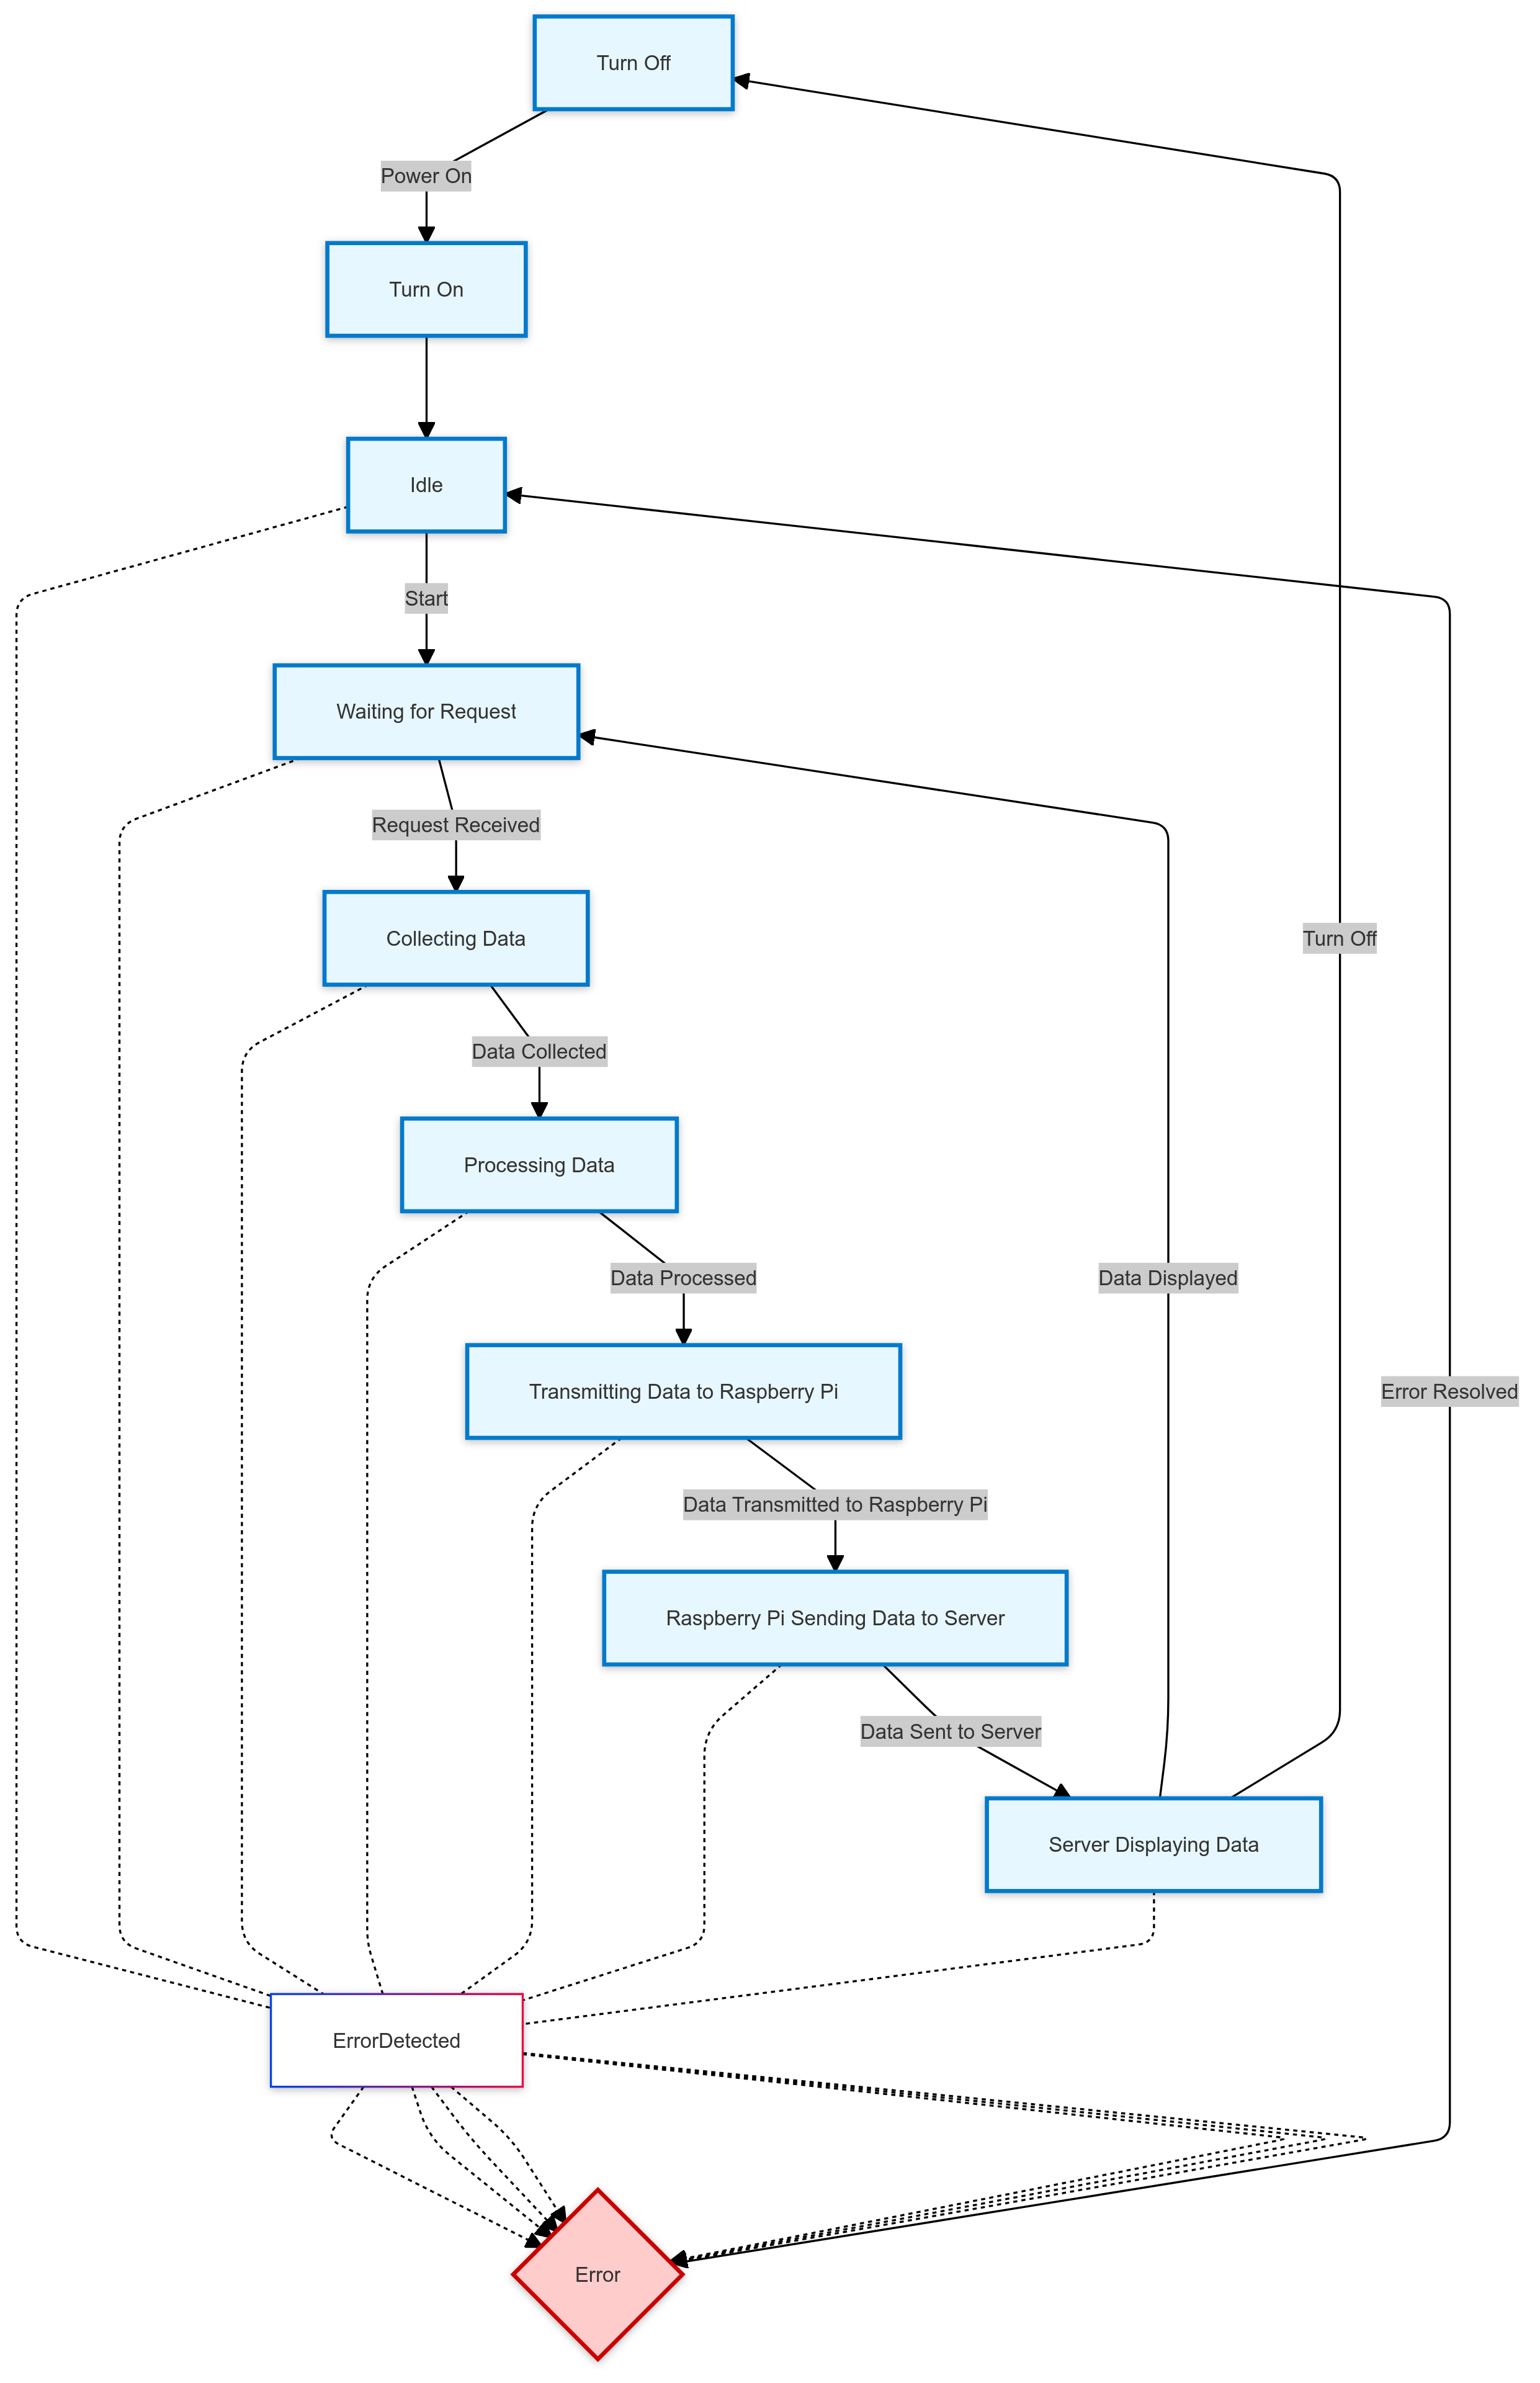 Turn Off
Power On
Turn On
Idle
Start
Waiting for Request
Request Received
Collecting Data
Turn Off
Data Collected
Processing Data
Data Processed
Data Displayed
Transmitting Data to Raspberry Pi
Error Resolved
Data Transmitted to Raspberry Pi
Raspberry Pi Sending Data to Server
Data Sent to Server
Server Displaying Data
ErrorDetected
Error